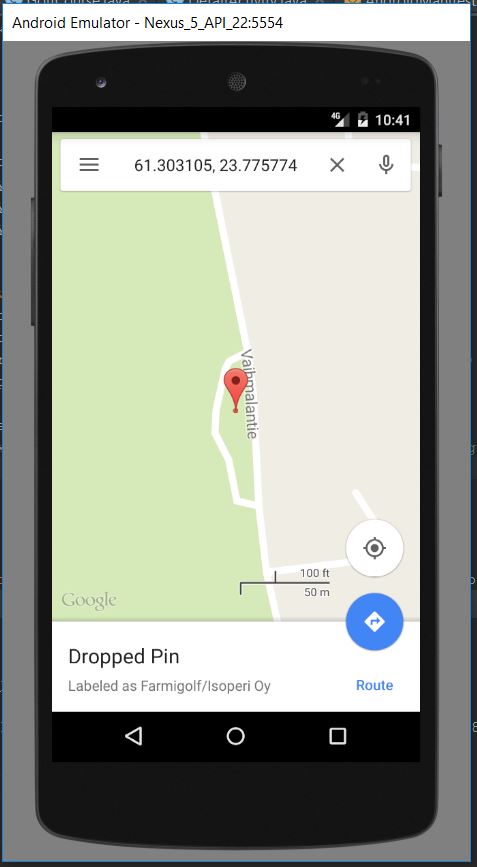 Android Emulator - Nexus_5_API_22:5554
4G
10:41
61.303105, 23.775774
Vaihmalantie
100 ft
50 m
Google
Dropped Pin
Labeled as Farmigolf/Isoperi Oy
Route